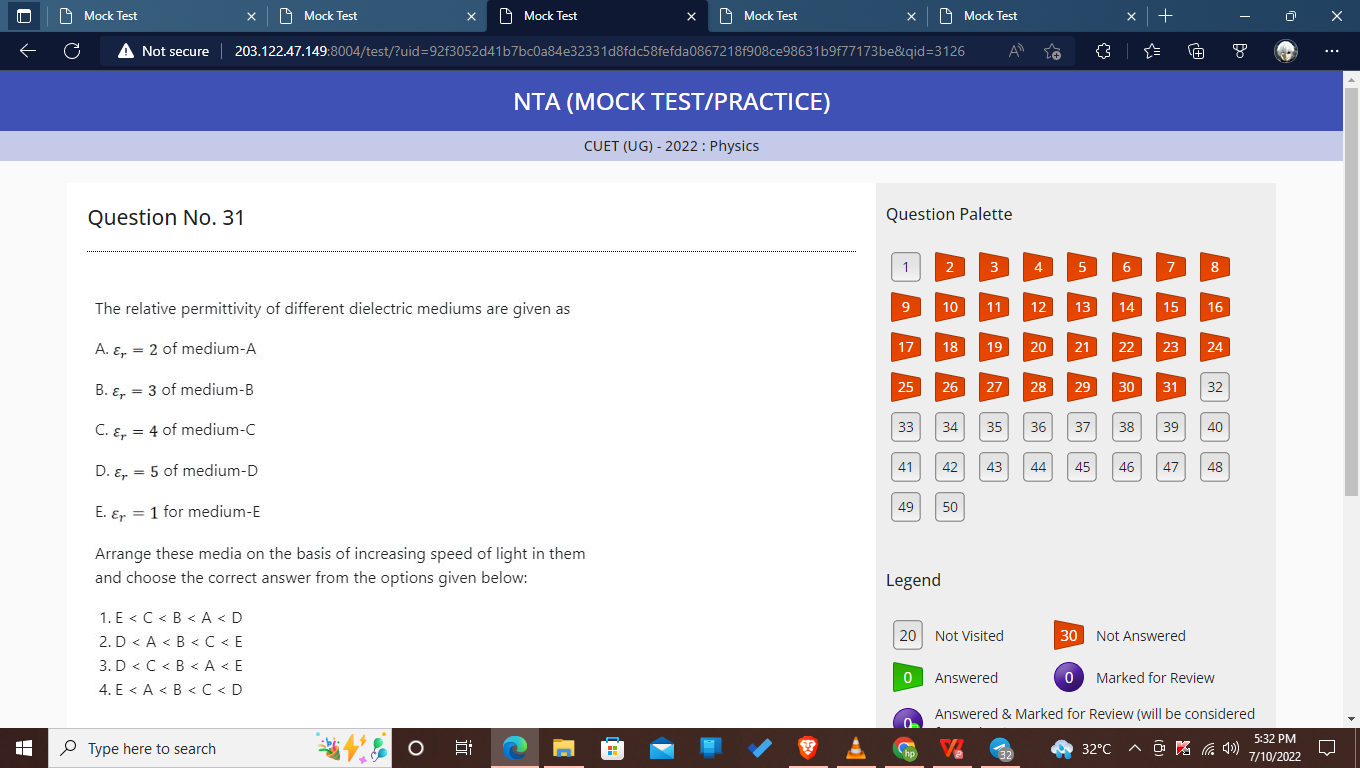 Mock Test
Mock Test
Mock Test
Mock Test
Mock Test
Not secure
203.122.47.149:8004/test/?uid=92f3052d41b7bc0a84e32331d8fdc58fefda0867218f908ce98631b9f77173be&qid=3126
NTA (MOCK TEST/PRACTICE)
CUET (UG) - 2022 : Physics
Question No. 31
The relative permittivity of different dielectric mediums are given as
A. εr = 2 of medium-A
B. εr = 3 of medium-B
C. εr = 4 of medium-C
D. εr = 5 of medium-D
E. εr = 1 for medium-E
Arrange these media on the basis of increasing speed of light in them
and choose the correct answer from the options given below:
1. E < C < B < A < D
2. D < A < B < C < E
3. D < C < B < A < E
4. E < A < B < C < D
Question Palette
1 2 3 4 5 6 7 8
9 10 11 12 13 14 15 16
17 18 19 20 21 22 23 24
25 26 27 28 29 30 31 32
33 34 35 36 37 38 39 40
41 42 43 44 45 46 47 48
49 50
Legend
20 Not Visited 30 Not Answered
0 Answered 0 Marked for Review
0 Answered & Marked for Review (will be considered
Type here to search
hp
32
32°C
5:32 PM
7/10/2022